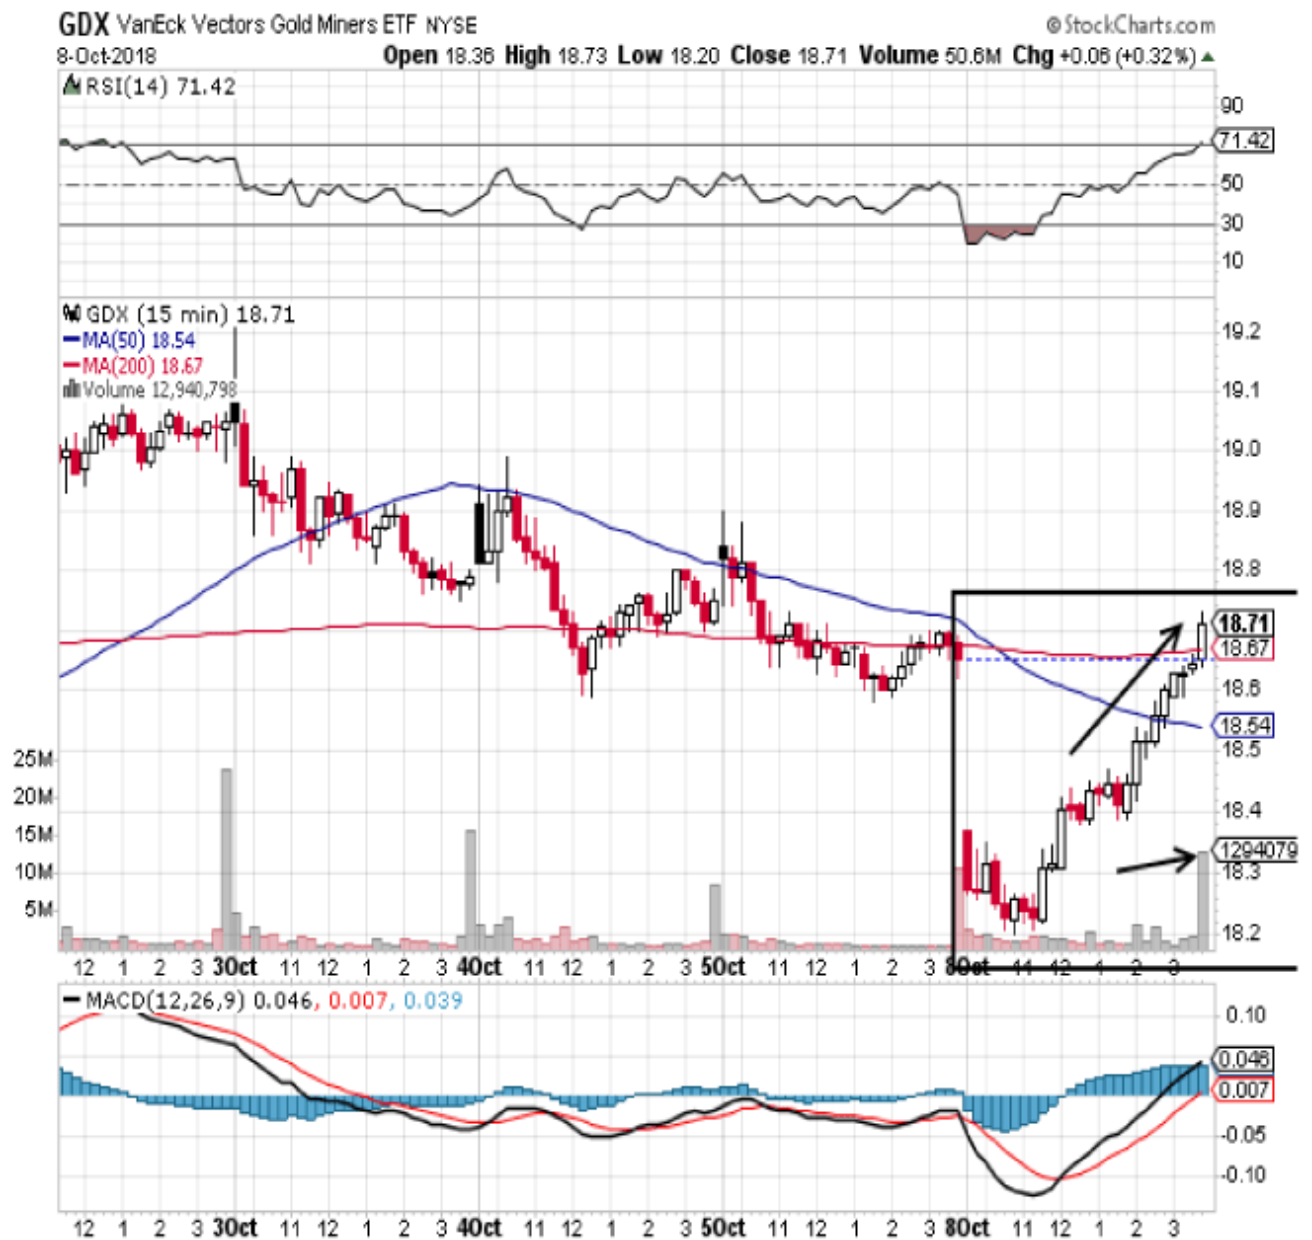 GDX VanEck Vectors Gold Miners ETF NYSE © StockCharts.com
8-Oct-2018 Open 18.36 High 18.73 Low 18.20 Close 18.71 Volume 50.6M Chg +0.06 (+0.32%)
RSI(14) 71.42
90
71.42
50
30
10
GDX (15 min) 18.71
MA(50) 18.54
MA(200) 18.67
Volume 12,940,798
19.2
19.1
19.0
18.9
18.8
18.71
18.67
18.6
18.54
18.5
18.4
1294079
18.3
18.2
25M
20M
15M
10M
5M
12 1 2 3 30ct 11 12 1 2 3 40ct 11 12 1 2 3 50ct 11 12 1 2 3 80ct 11 12 1 2 3
MACD(12,26,9) 0.046, 0.007, 0.039
0.10
0.046
0.007
-0.05
-0.10
12 1 2 3 30ct 11 12 1 2 3 40ct 11 12 1 2 3 50ct 11 12 1 2 3 80ct 11 12 1 2 3